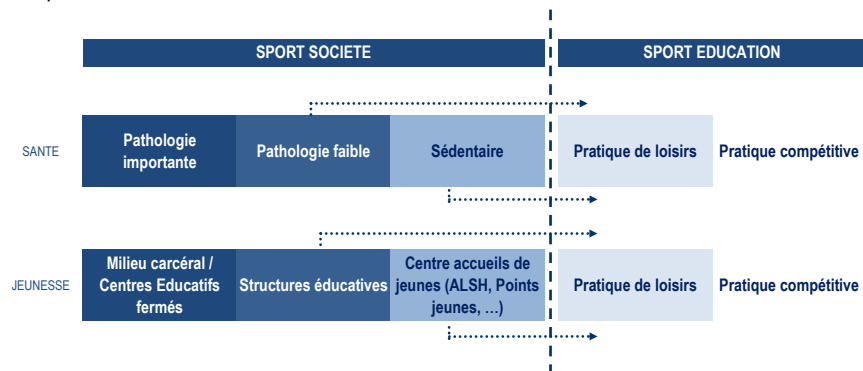 SPORT SOCIETE
SPORT EDUCATION
SANTE
Pathologie
importante
Pathologie faible
Sédentaire
Pratique de loisirs
Pratique compétitive
JEUNESSE
Milieu carcéral /
Centres Educatifs
fermés
Structures éducatives
Centre accueils de
jeunes (ALSH, Points
jeunes, …)
Pratique de loisirs
Pratique compétitive